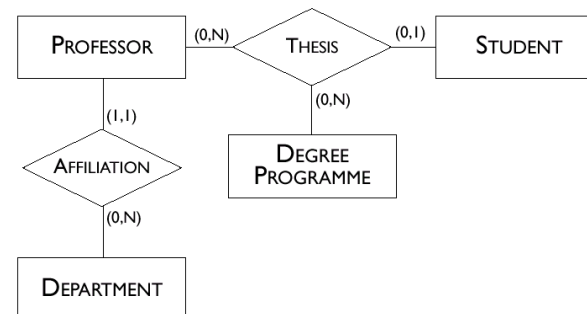 PROFESSOR
(0,N)
THESIS
(0,1)
STUDENT
(1,1)
(0,N)
AFFILIATION
DEGREE
PROGRAMME
(0,N)
DEPARTMENT